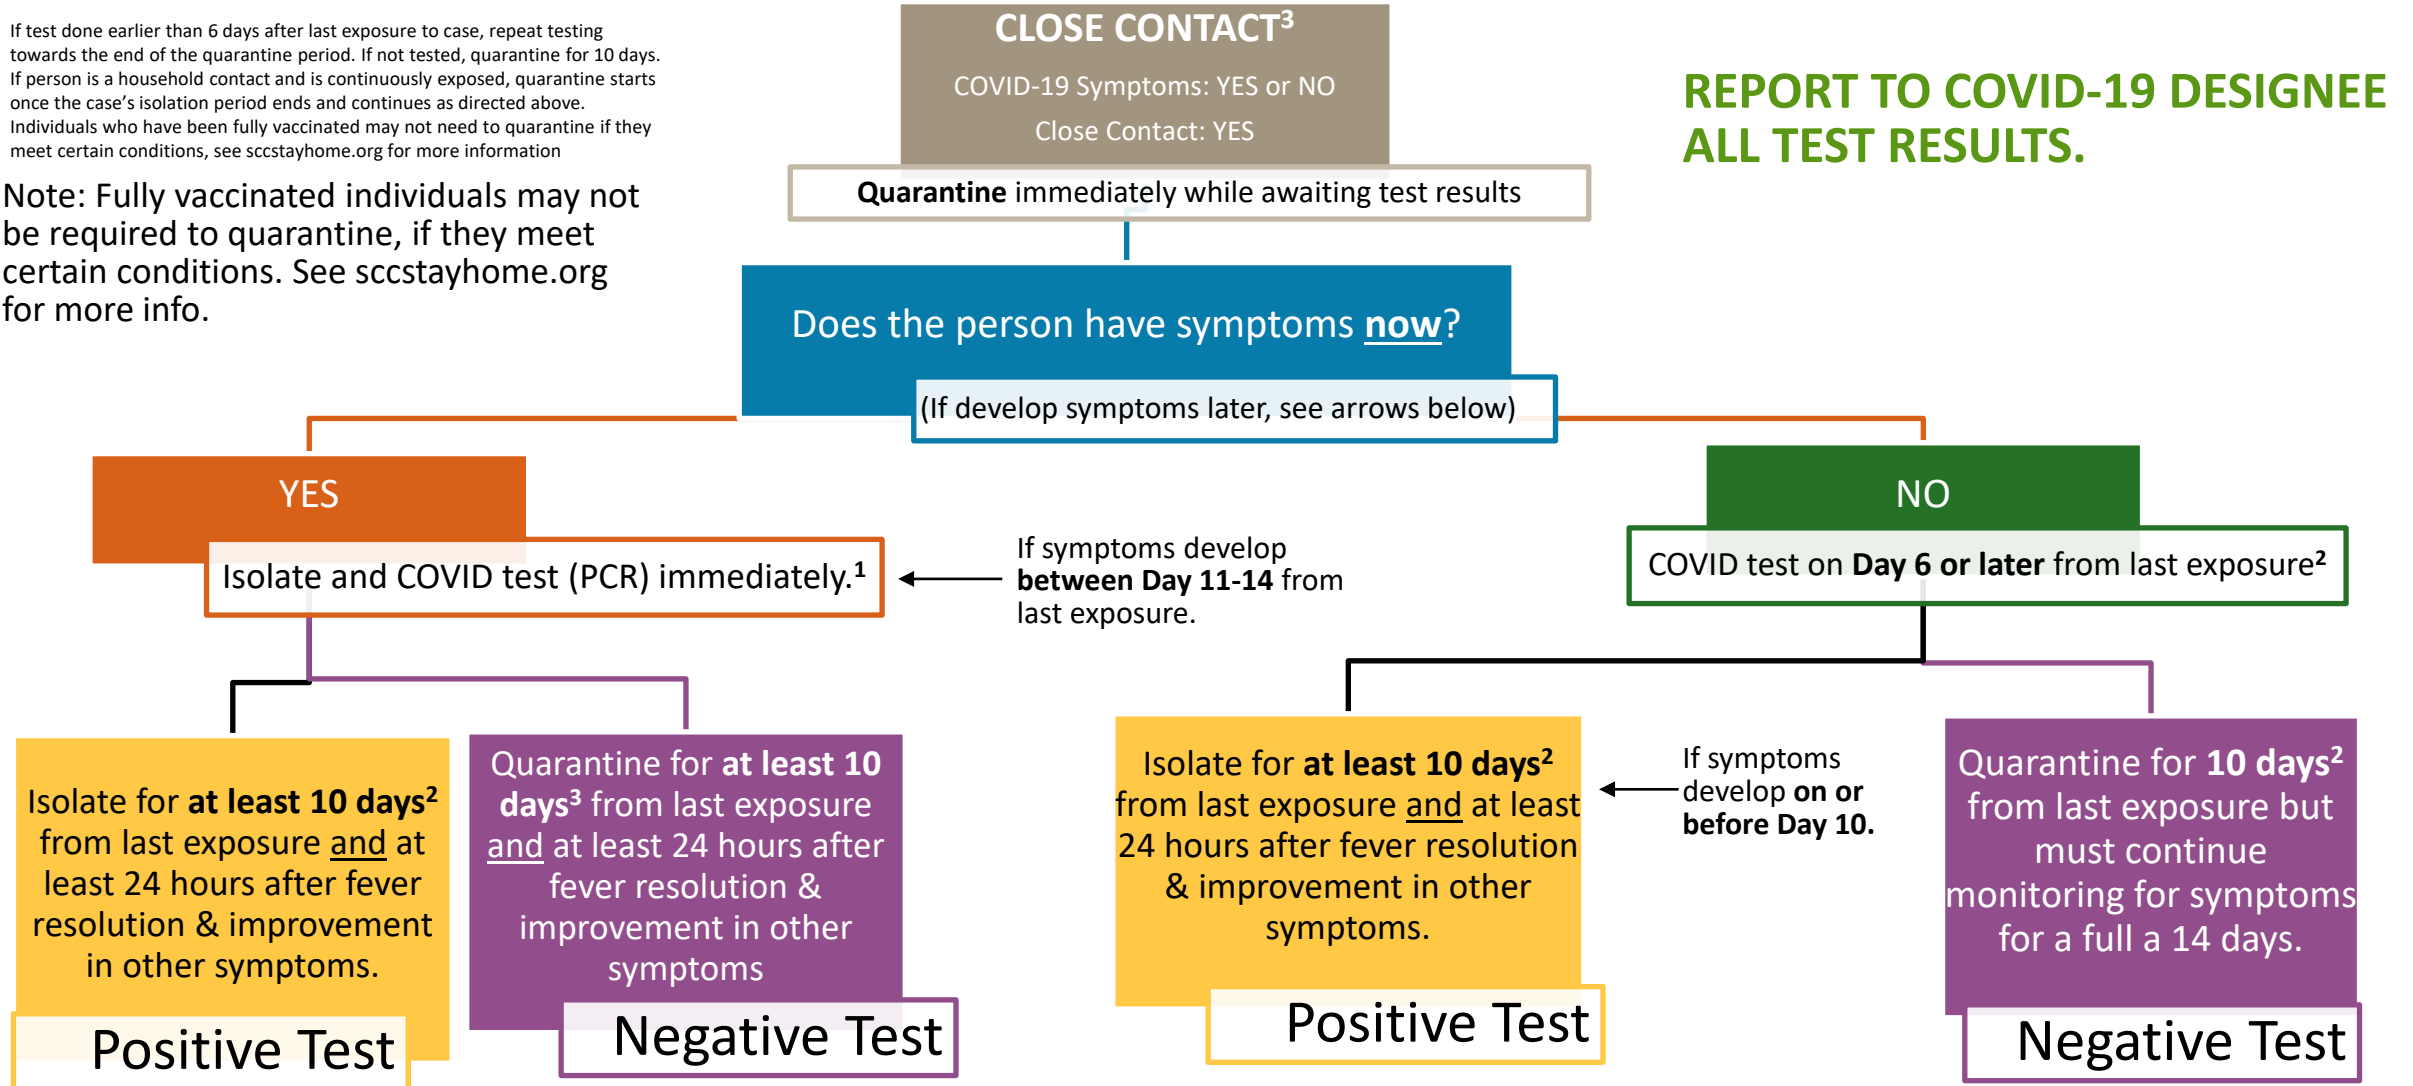 If test done earlier than 6 days after last exposure to case, repeat testing
towards the end of the quarantine period. If not tested, quarantine for 10 days.
If person is a household contact and is continuously exposed, quarantine starts
once the case's isolation period ends and continues as directed above.
Individuals who have been fully vaccinated may not need to quarantine if they
meet certain conditions, see sccstayhome.org for more information
Note: Fully vaccinated individuals may not
be required to quarantine, if they meet
certain conditions. See sccstayhome.org
for more info.
CLOSE CONTACT³
COVID-19 Symptoms: YES or NO
Close Contact: YES
Quarantine immediately while awaiting test results
REPORT TO COVID-19 DESIGNEE
ALL TEST RESULTS.
Does the person have symptoms now?
(If develop symptoms later, see arrows below)
YES
Isolate and COVID test (PCR) immediately.¹
If symptoms develop
between Day 11-14 from
last exposure.
NO
COVID test on Day 6 or later from last exposure²
Isolate for at least 10 days²
from last exposure and at
least 24 hours after fever
resolution & improvement
in other symptoms.
Positive Test
Quarantine for at least 10
days³ from last exposure
and at least 24 hours after
fever resolution &
improvement in other
symptoms
Negative Test
Isolate for at least 10 days²
from last exposure and at least
24 hours after fever resolution
& improvement in other
symptoms.
Positive Test
If symptoms
develop on or
before Day 10.
Quarantine for 10 days²
from last exposure but
must continue
monitoring for symptoms
for a full a 14 days.
Negative Test